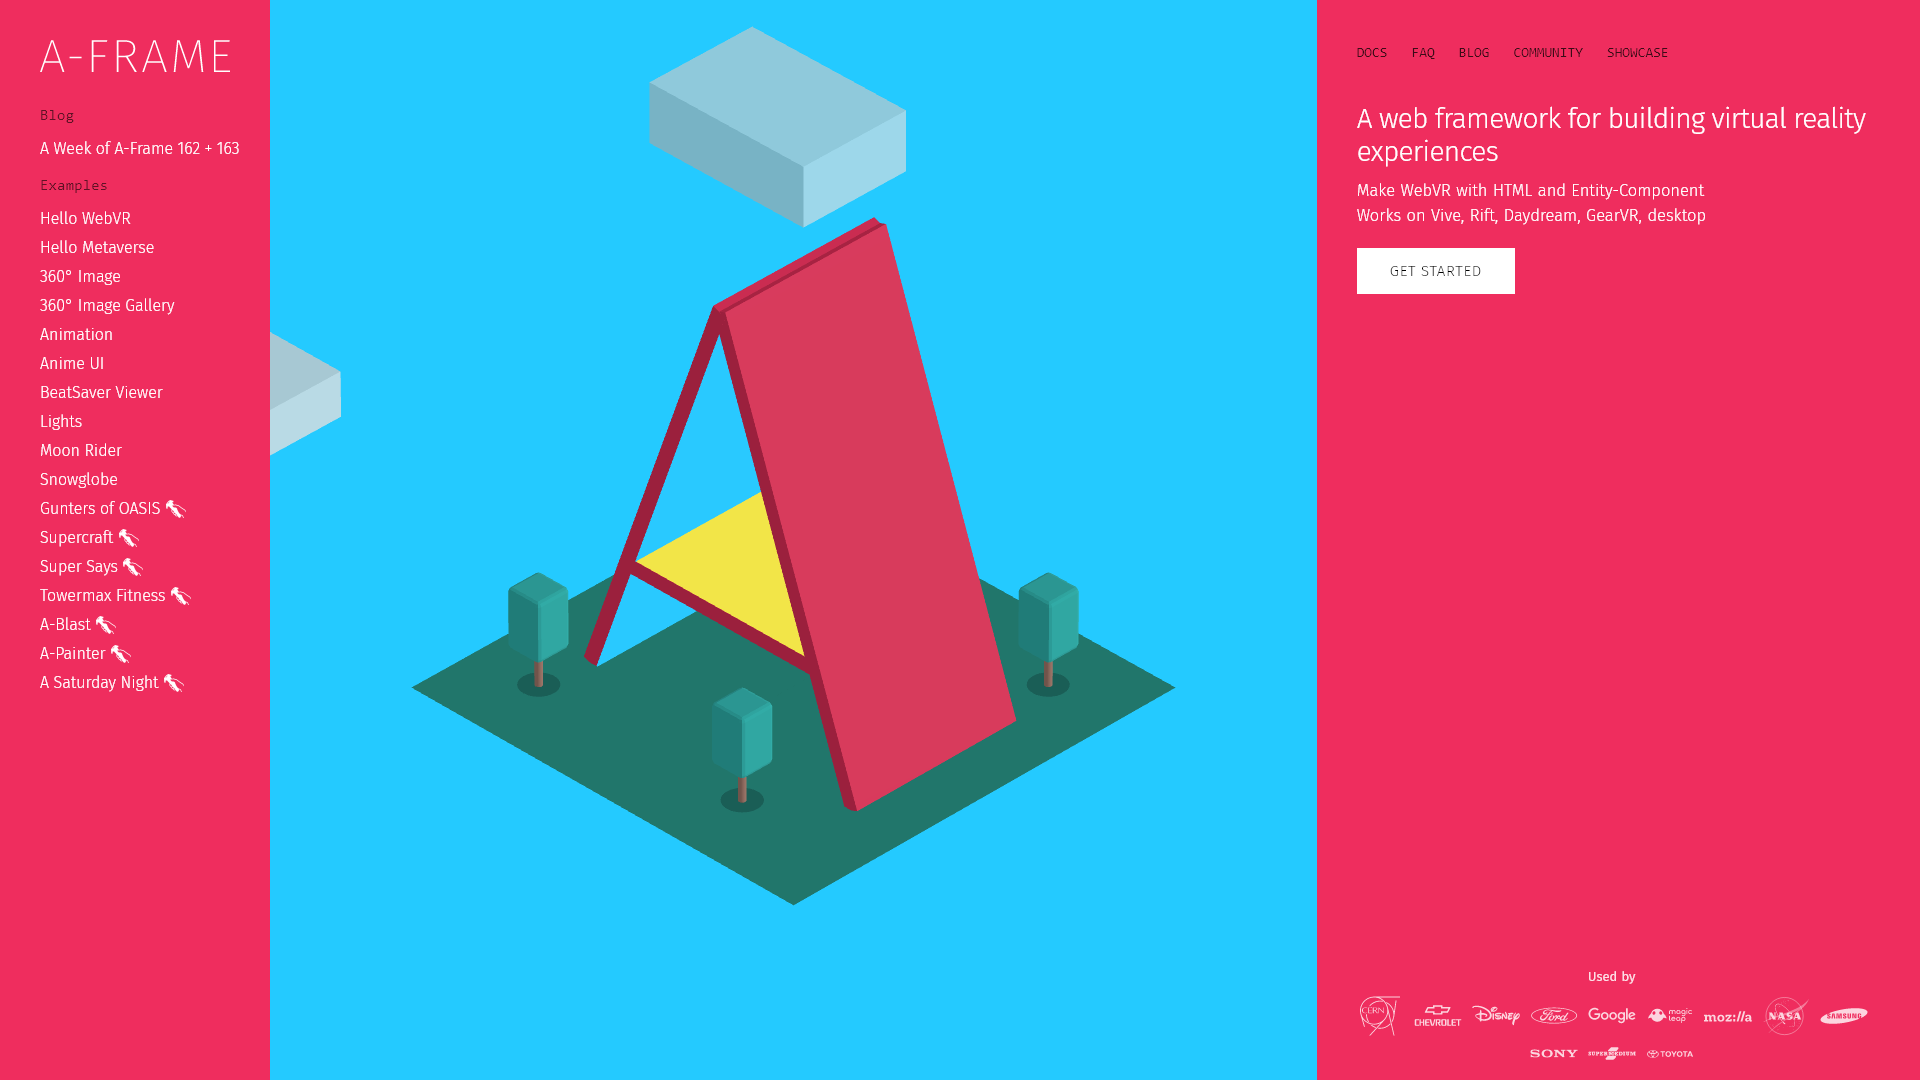 A-FRAME
Blog
A Week of A-Frame 162 + 163
Examples
Hello WebVR
Hello Metaverse
360° Image
360° Image Gallery
Animation
Anime UI
BeatSaver Viewer
Lights
Moon Rider
Snowglobe
Gunters of OASIS
Supercraft
Super Says
Towermax Fitness
A-Blast
A-Painter
A Saturday Night
DOCS FAQ BLOG COMMUNITY SHOWCASE
A web framework for building virtual reality
experiences
Make WebVR with HTML and Entity-Component
Works on Vive, Rift, Daydream, GearVR, desktop
GET STARTED
Used by
CERN CHEVROLET Disney Ford Google magic leap moz://a NASA SAMSUNG
SONY SUPERMEDIUM TOYOTA